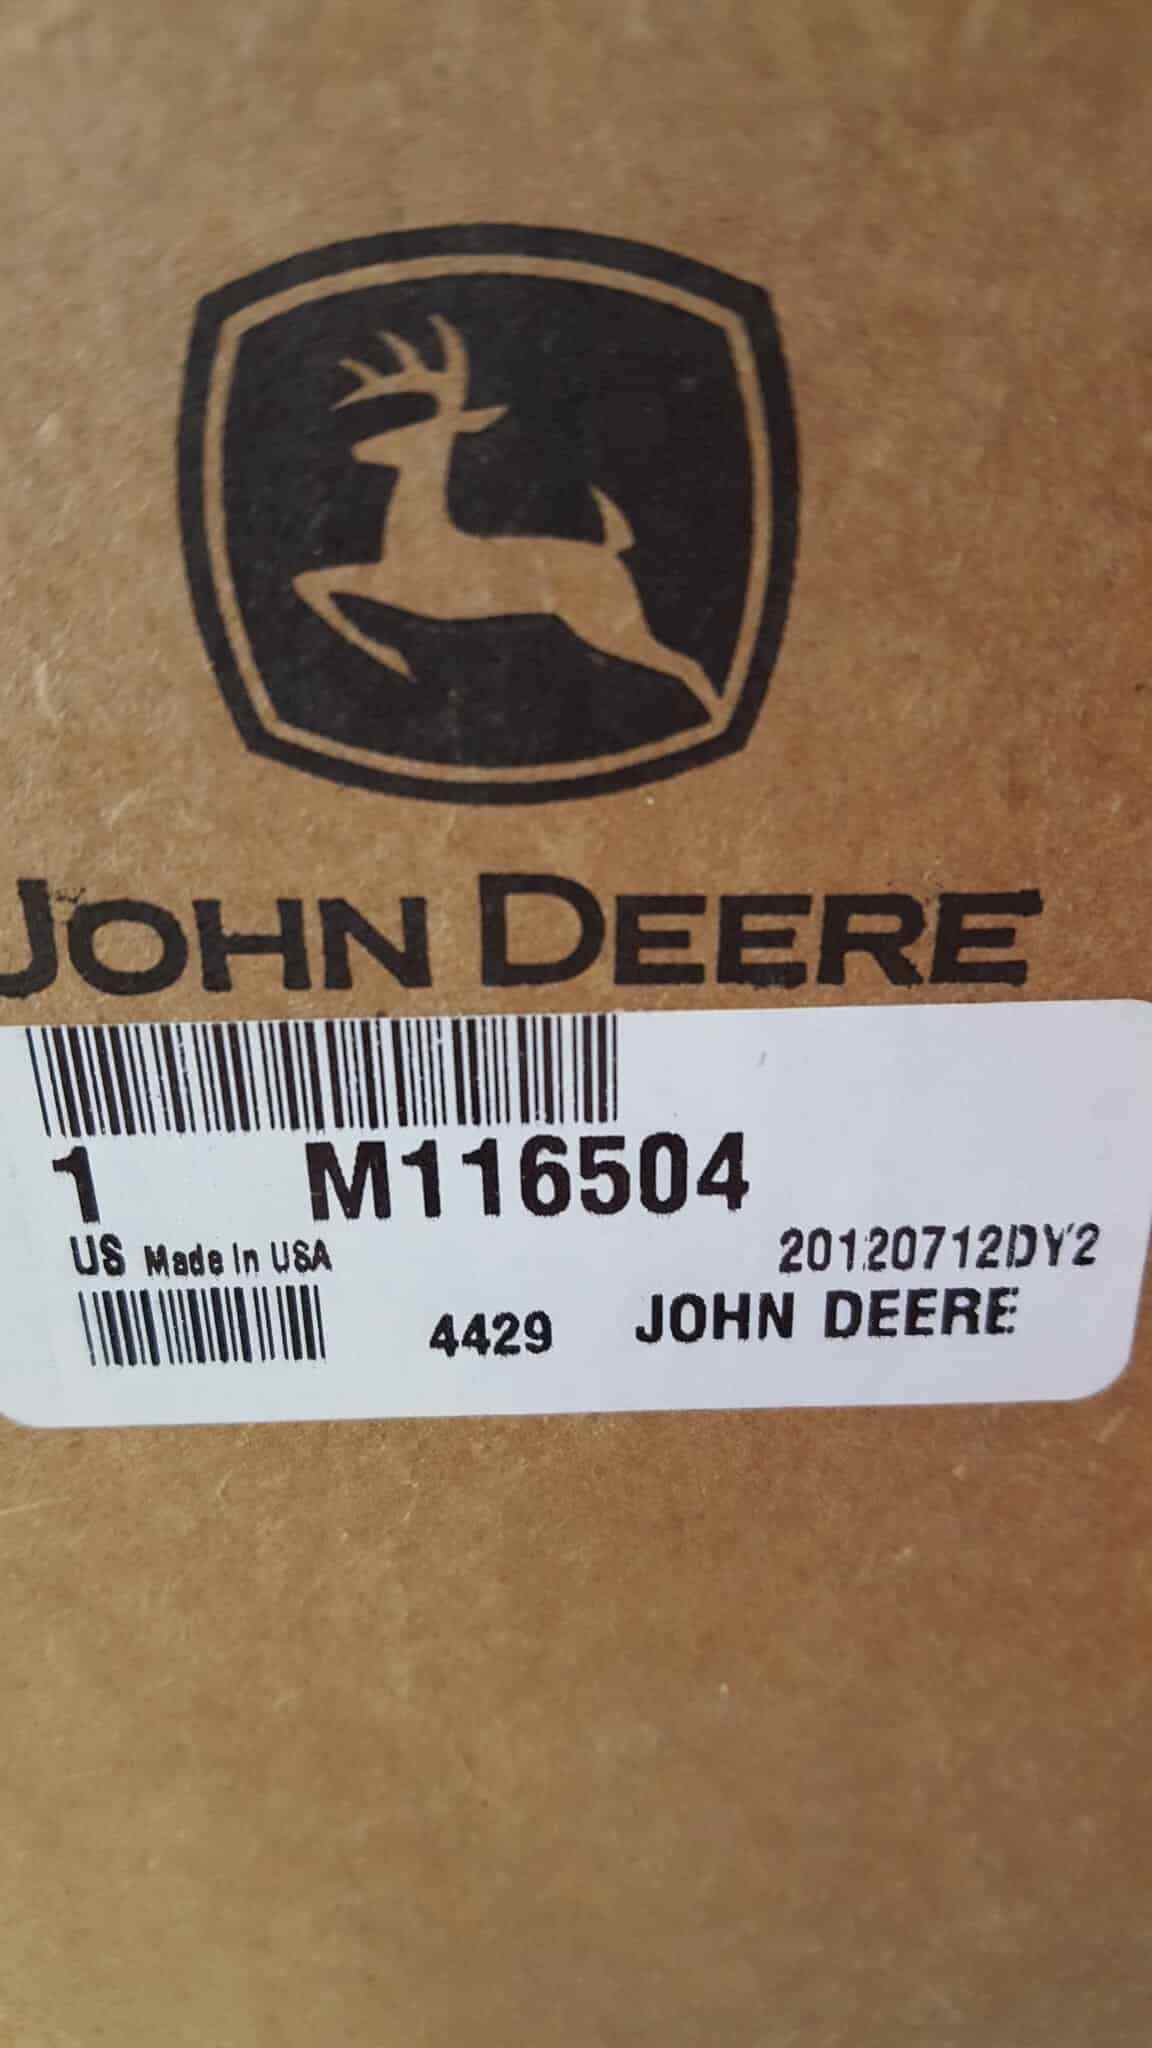 JOHN DEERE
1 M116504
US Made In USA 20120712DY2
4429 JOHN DEERE